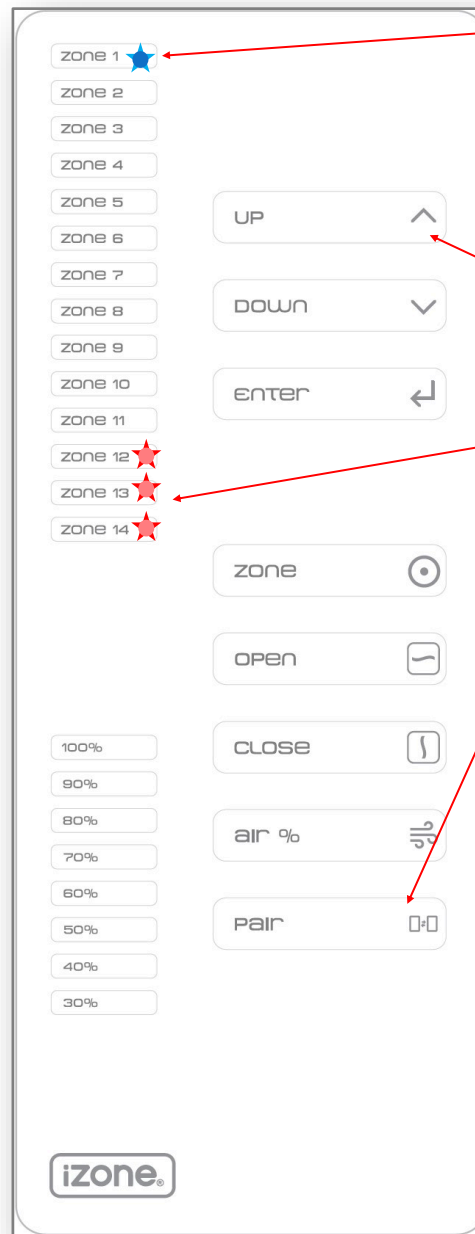 zone 1
zone 2
zone 3
zone 4
zone 5
zone 6
zone 7
zone 8
zone 9
zone 10
zone 11
zone 12
zone 13
zone 14
UP
DOWN
ENTER
zone
OPEN
CLOSE
air %
Pair
100%
90%
80%
70%
60%
50%
40%
30%
iZONE®